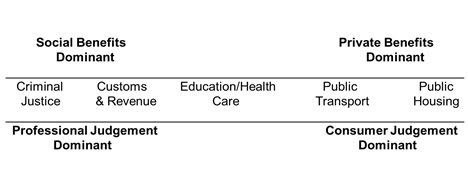 Social Benefits Private Benefits
Dominant Dominant
Criminal Customs Education/Health Public Public
Justice & Revenue Care Transport Housing
Professional Judgement Consumer Judgement
Dominant Dominant